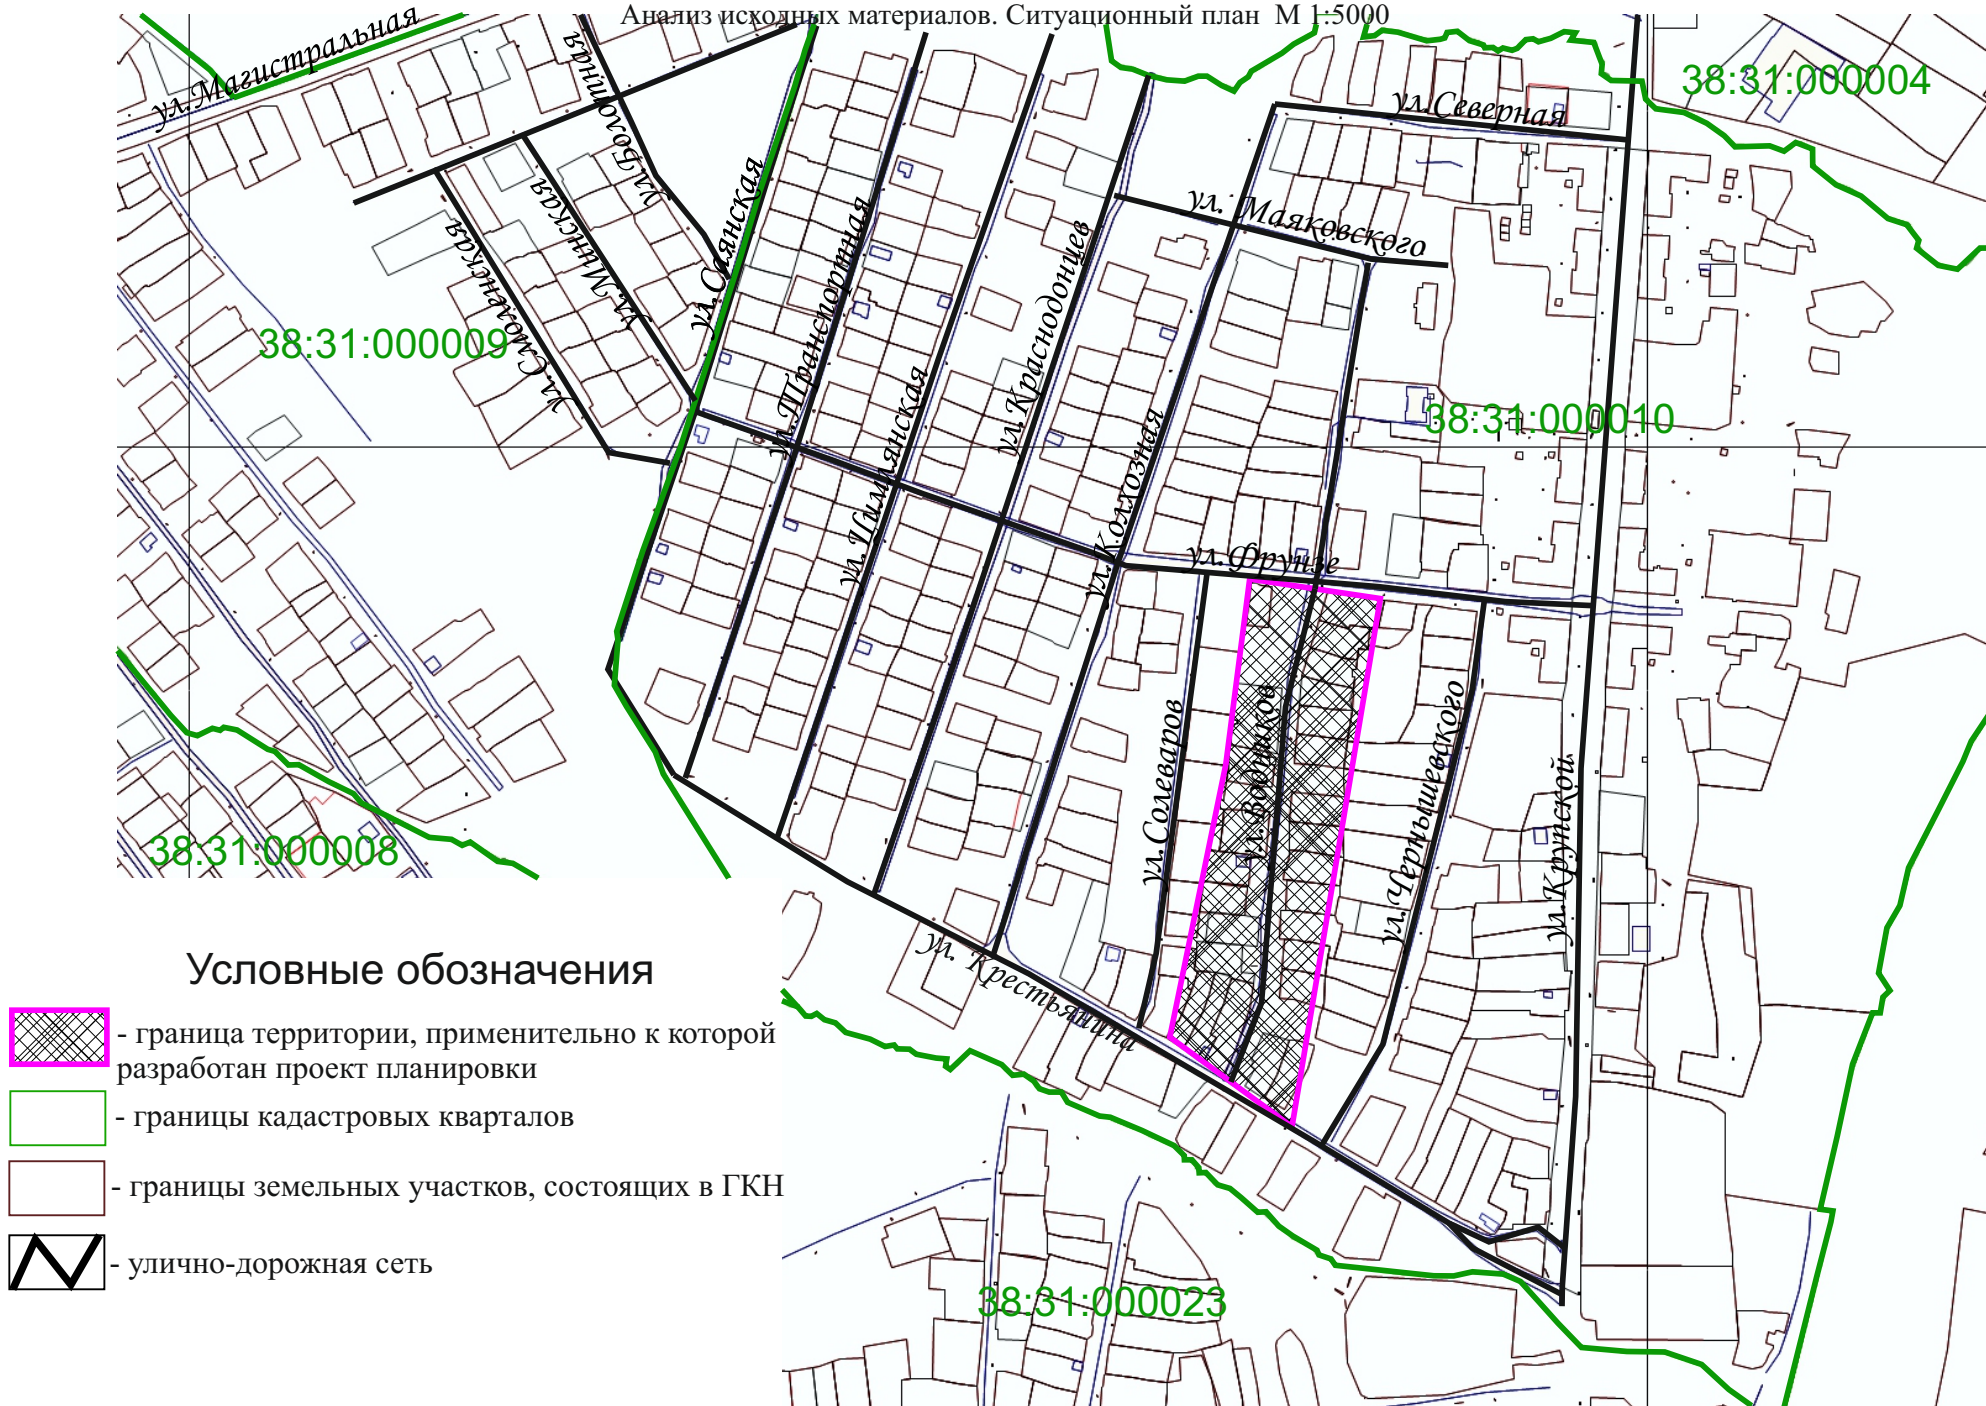 Анализ исходных материалов. Ситуационный план М 1:5000
ул.Магистральная
ул.Болотная
38:31:000004
ул.Северная
ул.Саянская
ул.Минская
ул.Смоленская
ул.Транспортная
ул. Маяковского
ул.Краснодонцев
38:31:000009
ул.Цимлянская
ул.Колхозная
38:31:000010
ул.Фрунзе
ул.Солеваров
ул.Водников
ул.Чернышевского
ул.Крупской
38:31:000008
ул. Крестьянина
38:31:000023
Условные обозначения
- граница территории, применительно к которой
разработан проект планировки
- границы кадастровых кварталов
- границы земельных участков, состоящих в ГКН
- улично-дорожная сеть